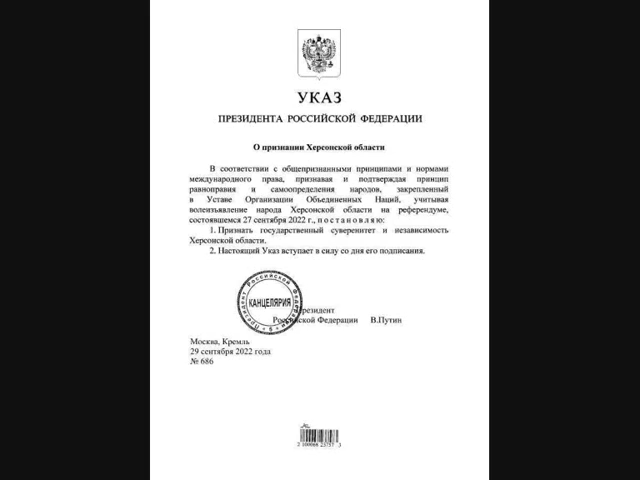 УКАЗ
ПРЕЗИДЕНТА РОССИЙСКОЙ ФЕДЕРАЦИИ
О признании Херсонской области
В соответствии с общепризнанными принципами и нормами
международного права, признавая и подтверждая принцип
равноправия и самоопределения народов, закрепленный
в Уставе Организации Объединенных Наций, учитывая
волеизъявление народа Херсонской области на референдуме,
состоявшемся 27 сентября 2022 г., п о с т а н о в л я ю:
1. Признать государственный суверенитет и независимость
Херсонской области.
2. Настоящий Указ вступает в силу со дня его подписания.
Президент Российской Федерации
КАНЦЕЛЯРИЯ
Президент
Российской Федерации В.Путин
Москва, Кремль
29 сентября 2022 года
№ 686